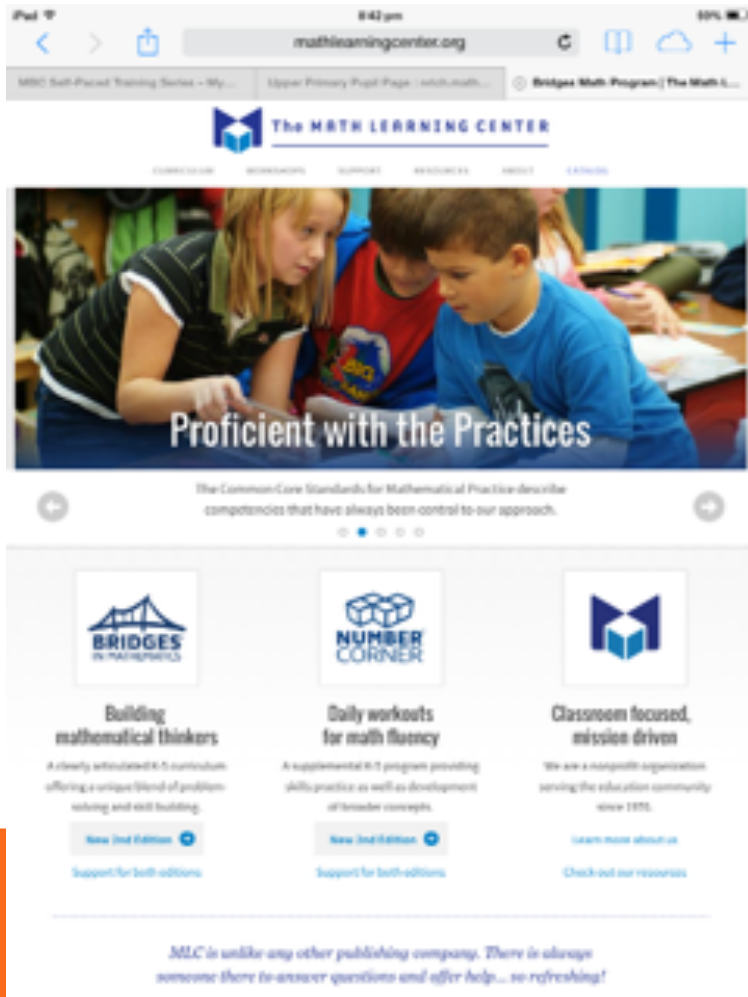 iPad 8:42 pm
mathlearningcenter.org
MBC Self-Paced Training Series – My... Upper Primary Pupil Page : nrich.math... Bridges Math Program | The Math L...
The MATH LEARNING CENTER
CURRICULUM WORKSHOPS SUPPORT RESOURCES ABOUT CATALOG
Proficient with the Practices
The Common Core Standards for Mathematical Practice describe
competencies that have always been central to our approach.
BRIDGES
IN MATHEMATICS
NUMBER
CORNER
Building
mathematical thinkers
A clearly articulated K-5 curriculum
offering a unique blend of problem-
solving and skill building.
New 2nd Edition
Support for both editions
Daily workouts
for math fluency
A supplemental K-5 program providing
skills practice as well as development
of broader concepts.
New 2nd Edition
Support for both editions
Classroom focused,
mission driven
We are a nonprofit organization
serving the education community
since 1976.
Learn more about us
Check out our resources
MLC is unlike any other publishing company. There is always
someone there to answer questions and offer help... so refreshing!